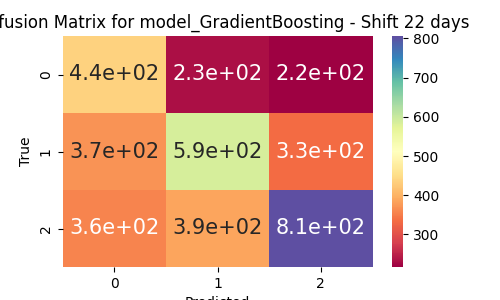 fusion Matrix for model_GradientBoosting - Shift 22 days
True
0 4.4e+02 2.3e+02 2.2e+02
1 3.7e+02 5.9e+02 3.3e+02
2 3.6e+02 3.9e+02 8.1e+02
0 1 2
Predicted
800
700
600
500
400
300